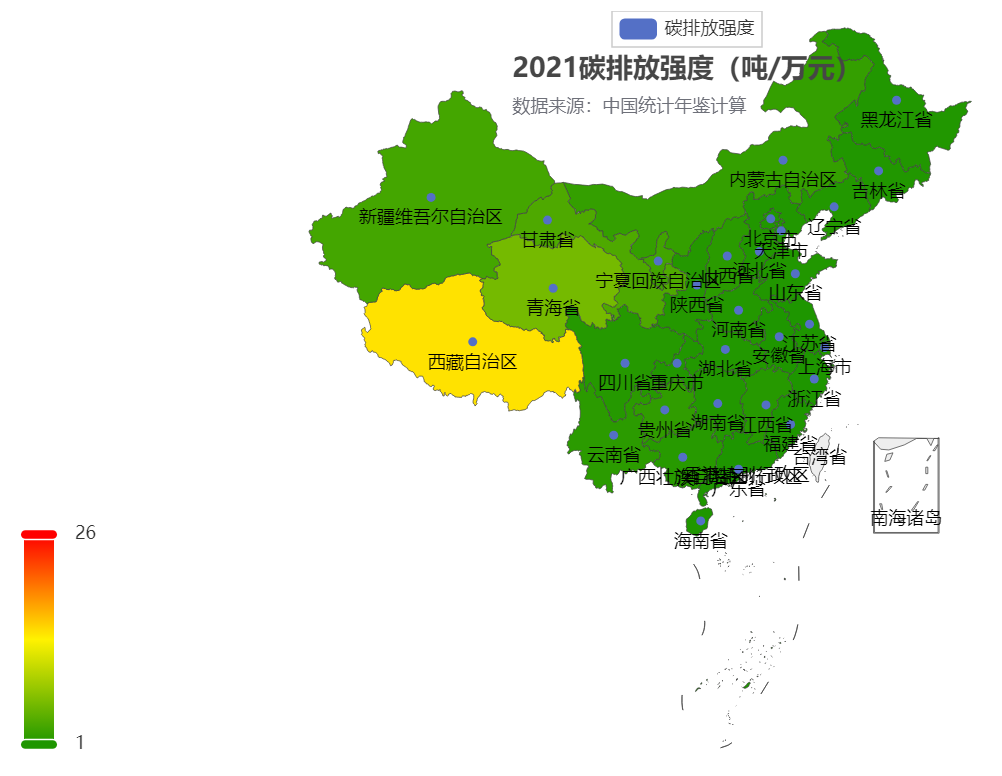 碳排放强度
2021碳排放强度（吨/万元）
数据来源：中国统计年鉴计算
黑龙江省
内蒙古自治区
吉林省
新疆维吾尔自治区
辽宁省
甘肃省
北京市
天津市
宁夏回族自治区
山西省
河北省
山东省
青海省
陕西省
河南省
江苏省
安徽省
西藏自治区
上海市
湖北省
四川省
重庆市
浙江省
贵州省
湖南省
江西省
福建省
云南省
台湾省
广西壮族
行政区
广东省
南海诸岛
海南省
26
1